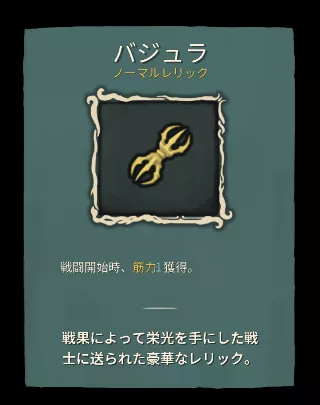 バジュラ
ノーマルレリック
戦闘開始時、筋力1獲得。
戦果によって栄光を手にした戦
士に送られた豪華なレリック。